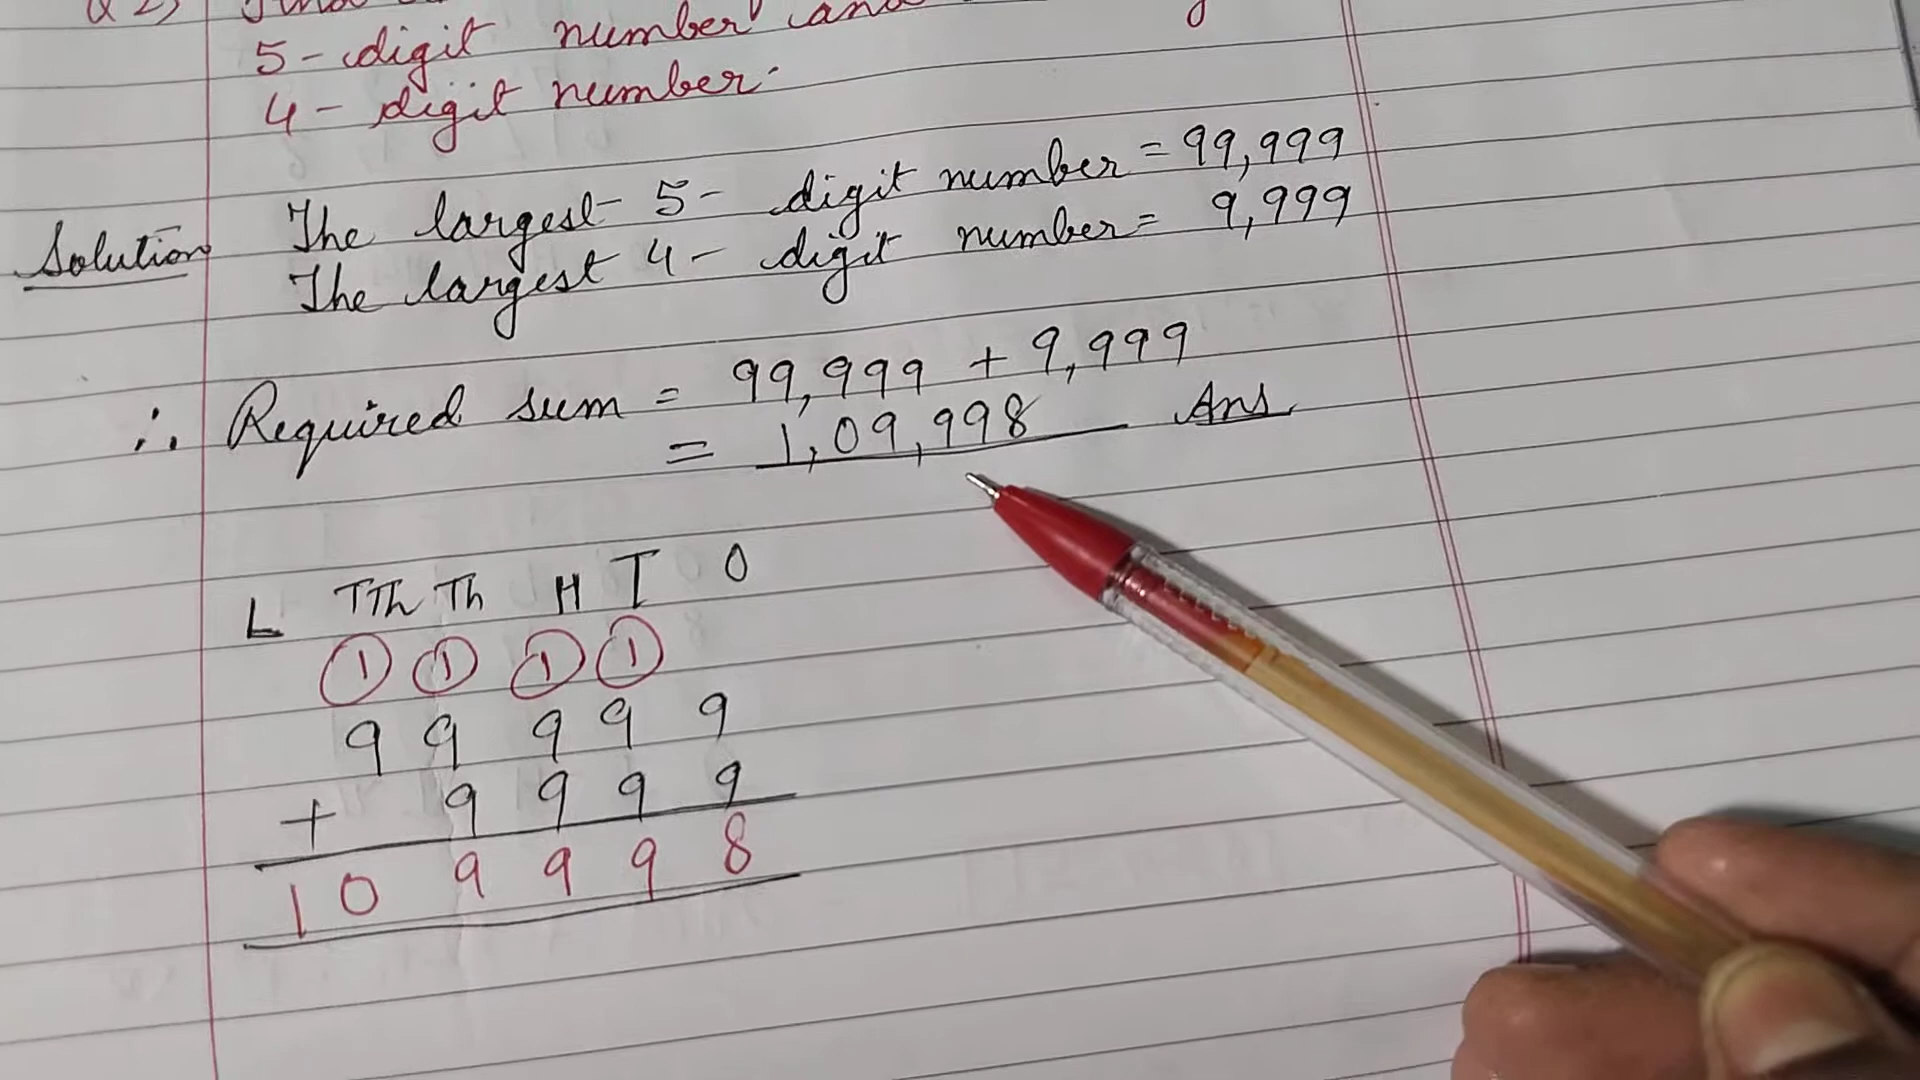 5 - digit number and
4 - digit number.
Solution The largest 5 - digit number = 99,999
The largest 4 - digit number = 9,999
∴ Required sum = 99,999 + 9,999
= 1,09,998 Ans
L TTh Th H T O
1 1 1 1
9 9 9 9 9
+ 9 9 9 9
1 0 9 9 9 8